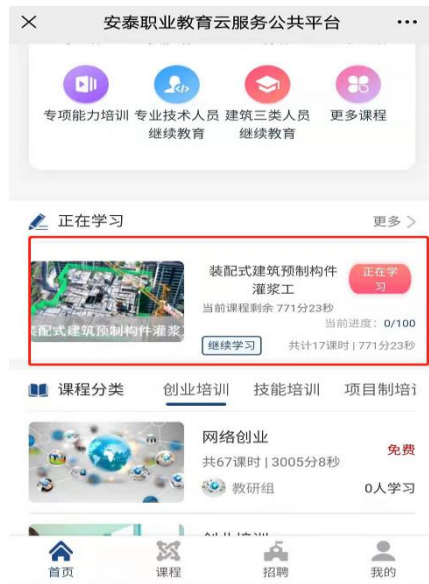 安泰职业教育云服务公共平台
专项能力培训 专业技术人员继续教育 建筑三类人员继续教育 更多课程
正在学习 更多 >
装配式建筑预制构件灌浆工
正在学习
当前课程剩余 771分23秒
当前进度：0/100
配式建筑预制构件灌浆
继续学习 共计17课时 | 771分23秒
课程分类 创业培训 技能培训 项目制培
网络创业
共67课时 | 3005分8秒 免费
教研组 0人学习
首页 课程 招聘 我的